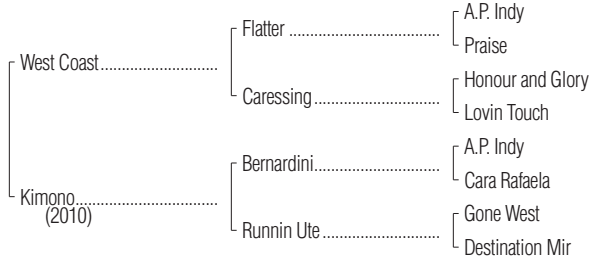 A.P. Indy
Flatter
Praise
West Coast
Honour and Glory
Caressing
Lovin Touch
A.P. Indy
Bernardini
Cara Rafaela
Kimono
(2010)
Gone West
Runnin Ute
Destination Mir